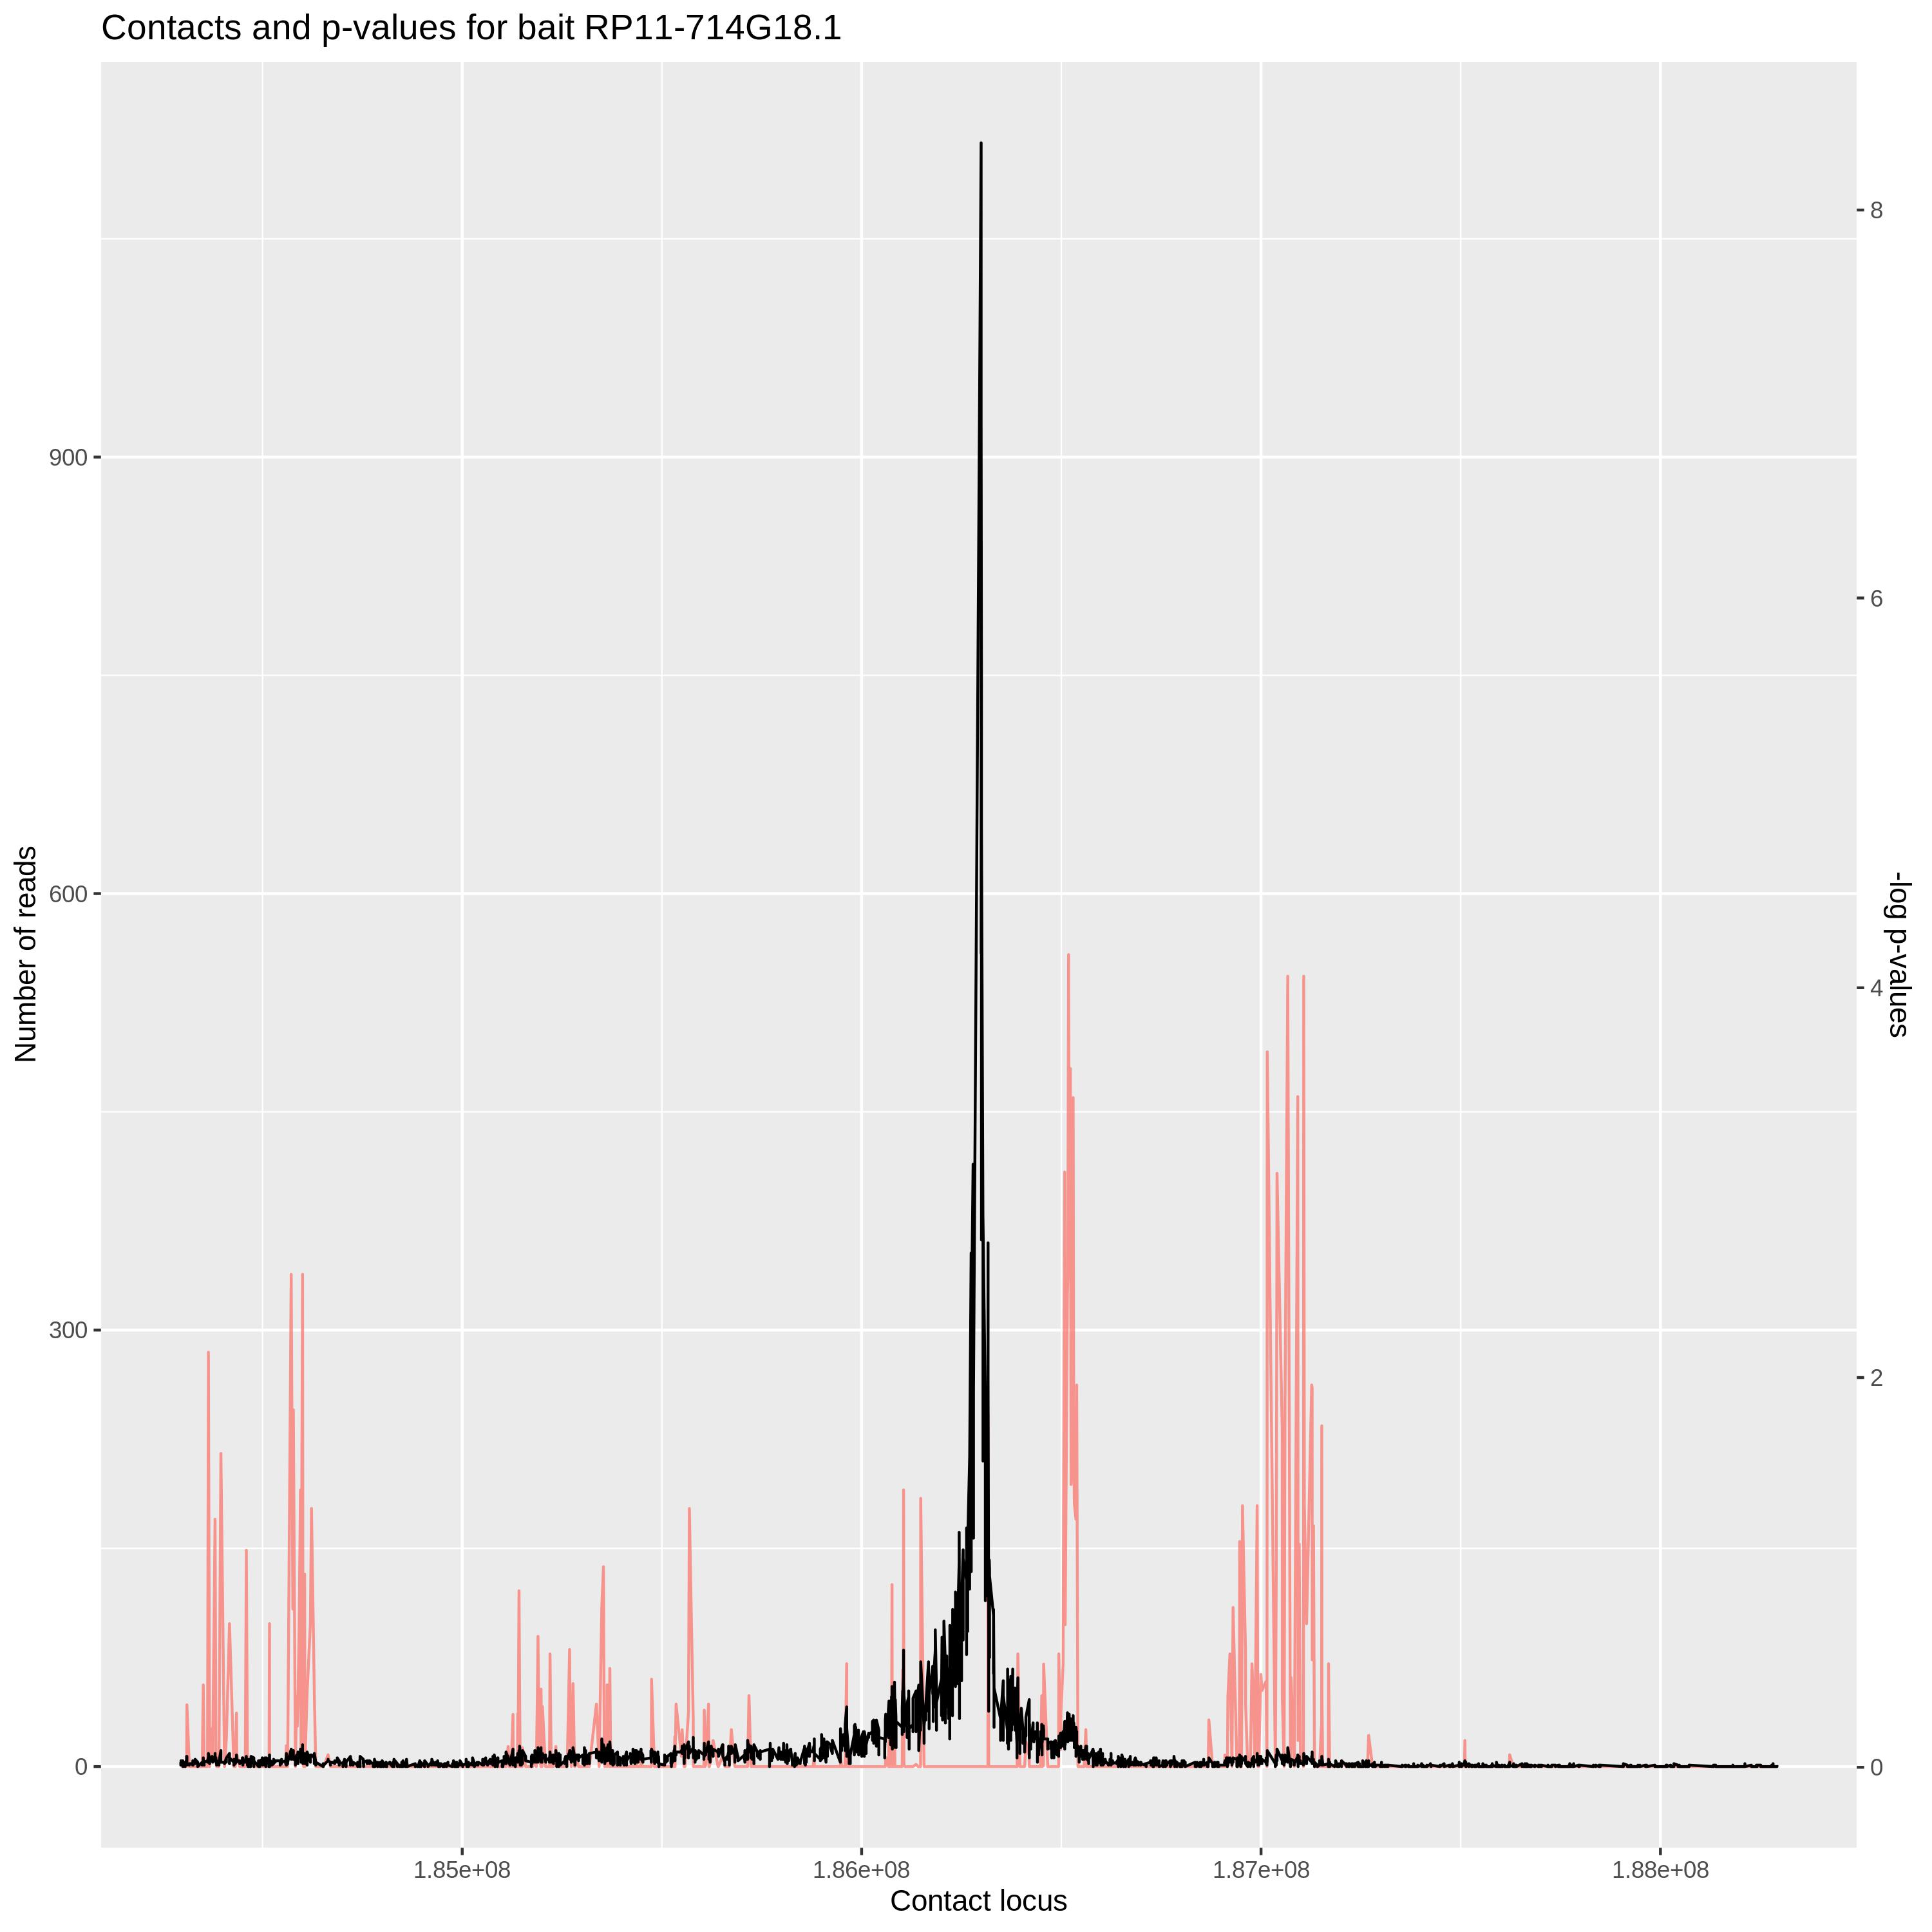 Contacts and p-values for bait RP11-714G18.1
900
600
300
0
Number of reads
8
6
4
2
0
-log p-values
1.85e+08
1.86e+08
1.87e+08
1.88e+08
Contact locus